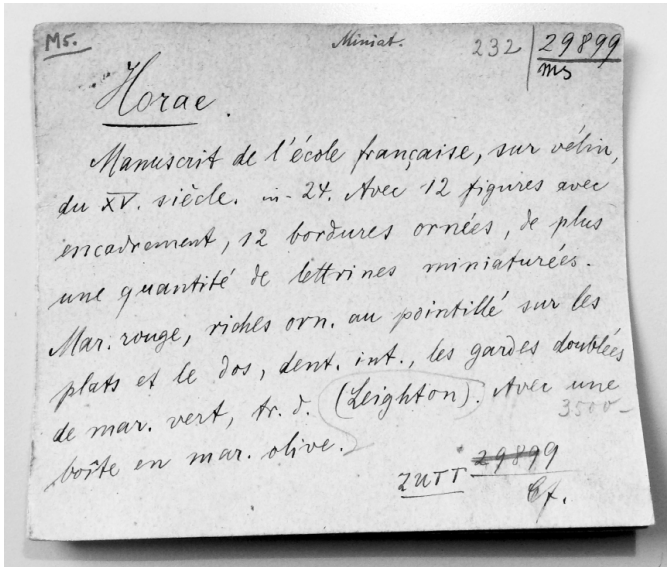 Ms. Miniat. 232 29899
ms
Horae.
Manuscrit de l'école française, sur vélin,
du XV. siècle. in-24. Avec 12 figures avec
encadrement, 12 bordures ornées, de plus
une quantité de lettrines miniaturées.
Mar. rouge, riches orn. au pointillé sur les
plats et le dos, dent. int., les gardes doublées
de mar. vert, tr. d. (Leighton). Avec une
3500-
boîte en mar. olive.
ZUTT 29899